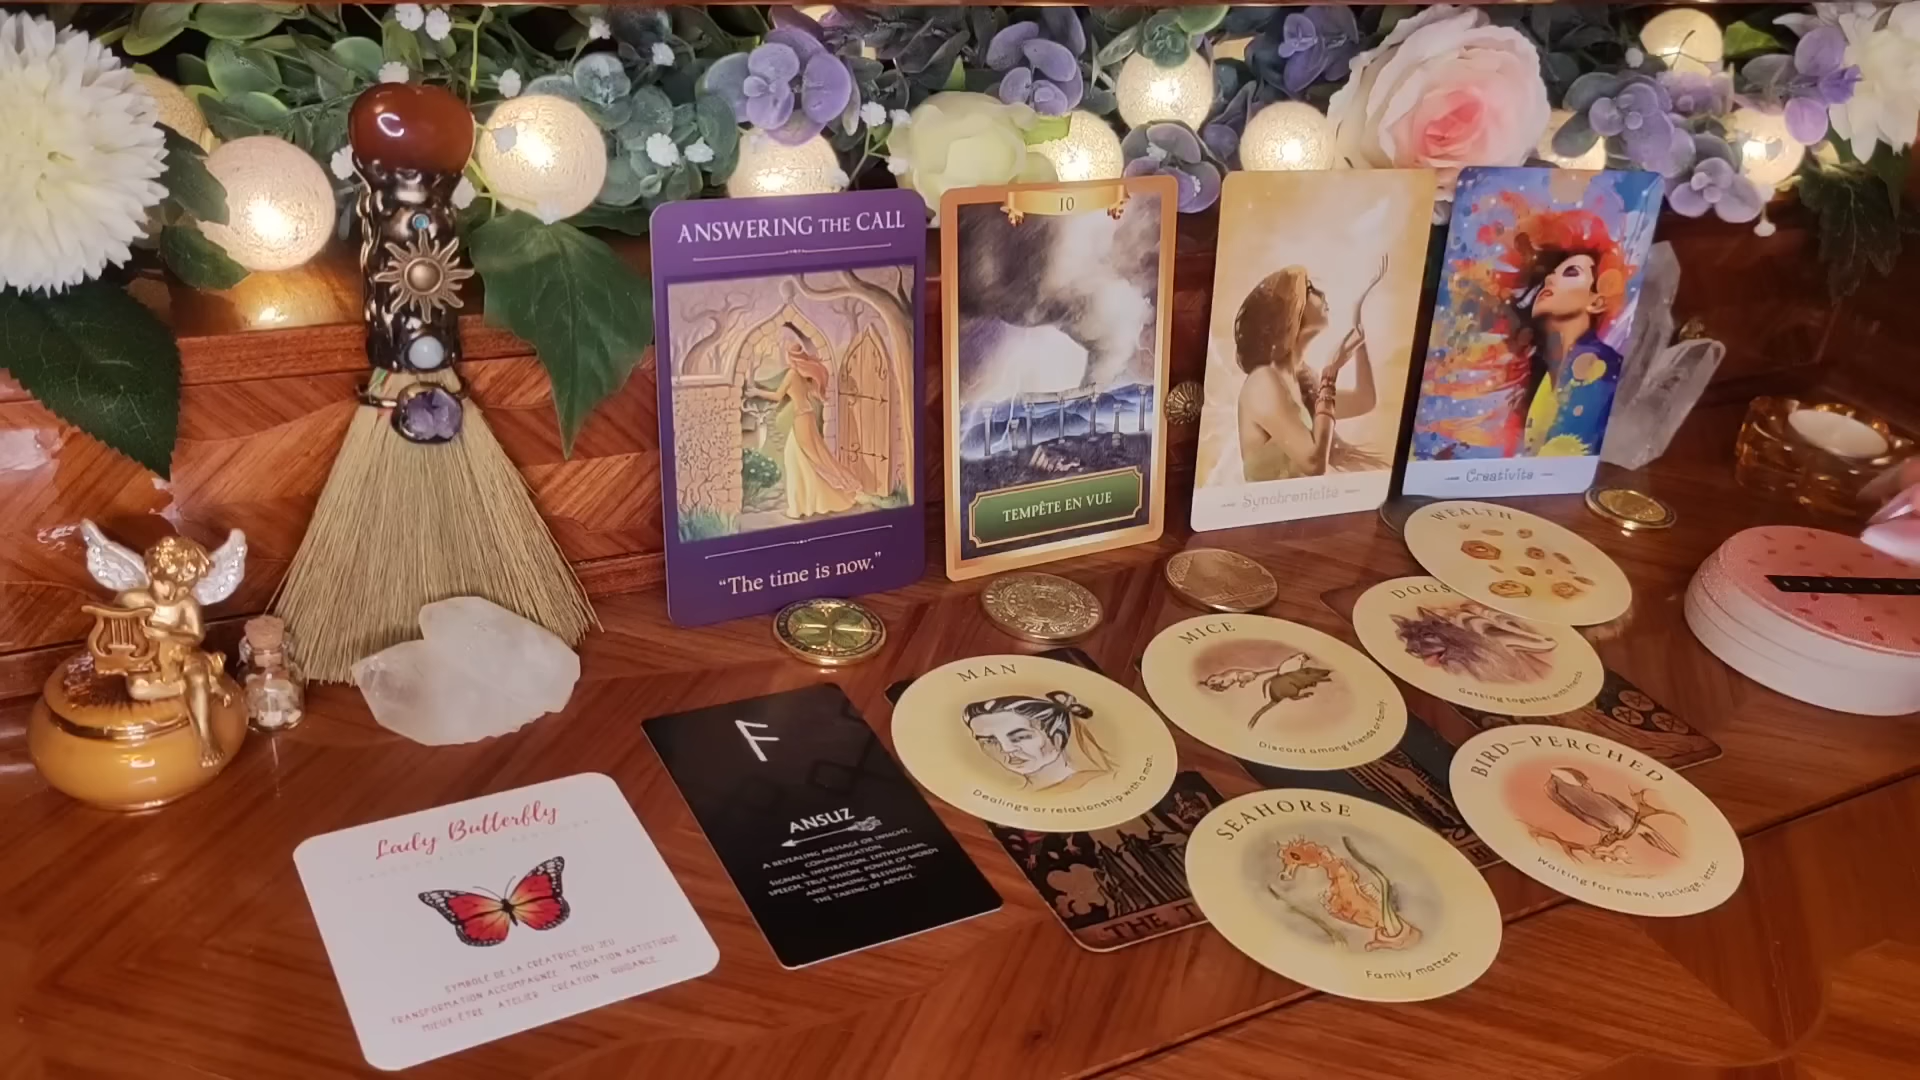 ANSWERING THE CALL
"The time is now."
10
TEMPÊTE EN VUE
Synchronicité
Créativité
WEALTH
DOGS
Getting together with friends
MICE
Discord among friends or family
MAN
Dealings or relationship with a man.
BIRD-PERCHED
Waiting for news, package, letter.
SEAHORSE
Family matters.
ANSUZ
A REVEALING MESSAGE OR INSIGHT,
COMMUNICATION.
SIGNALS, INSPIRATION, ENTHUSIASM,
SPEECH, TRUE VISION, POWER OF WORDS
AND NAMING. BLESSINGS,
THE TAKING OF ADVICE.
THE
Lady Butterfly
SYMBOLE DE LA CRÉATRICE DU JEU
TRANSFORMATION ACCOMPAGNÉE MÉDIATION ARTISTIQUE
MIEUX-ÊTRE ATELIER CRÉATION GUIDANCE